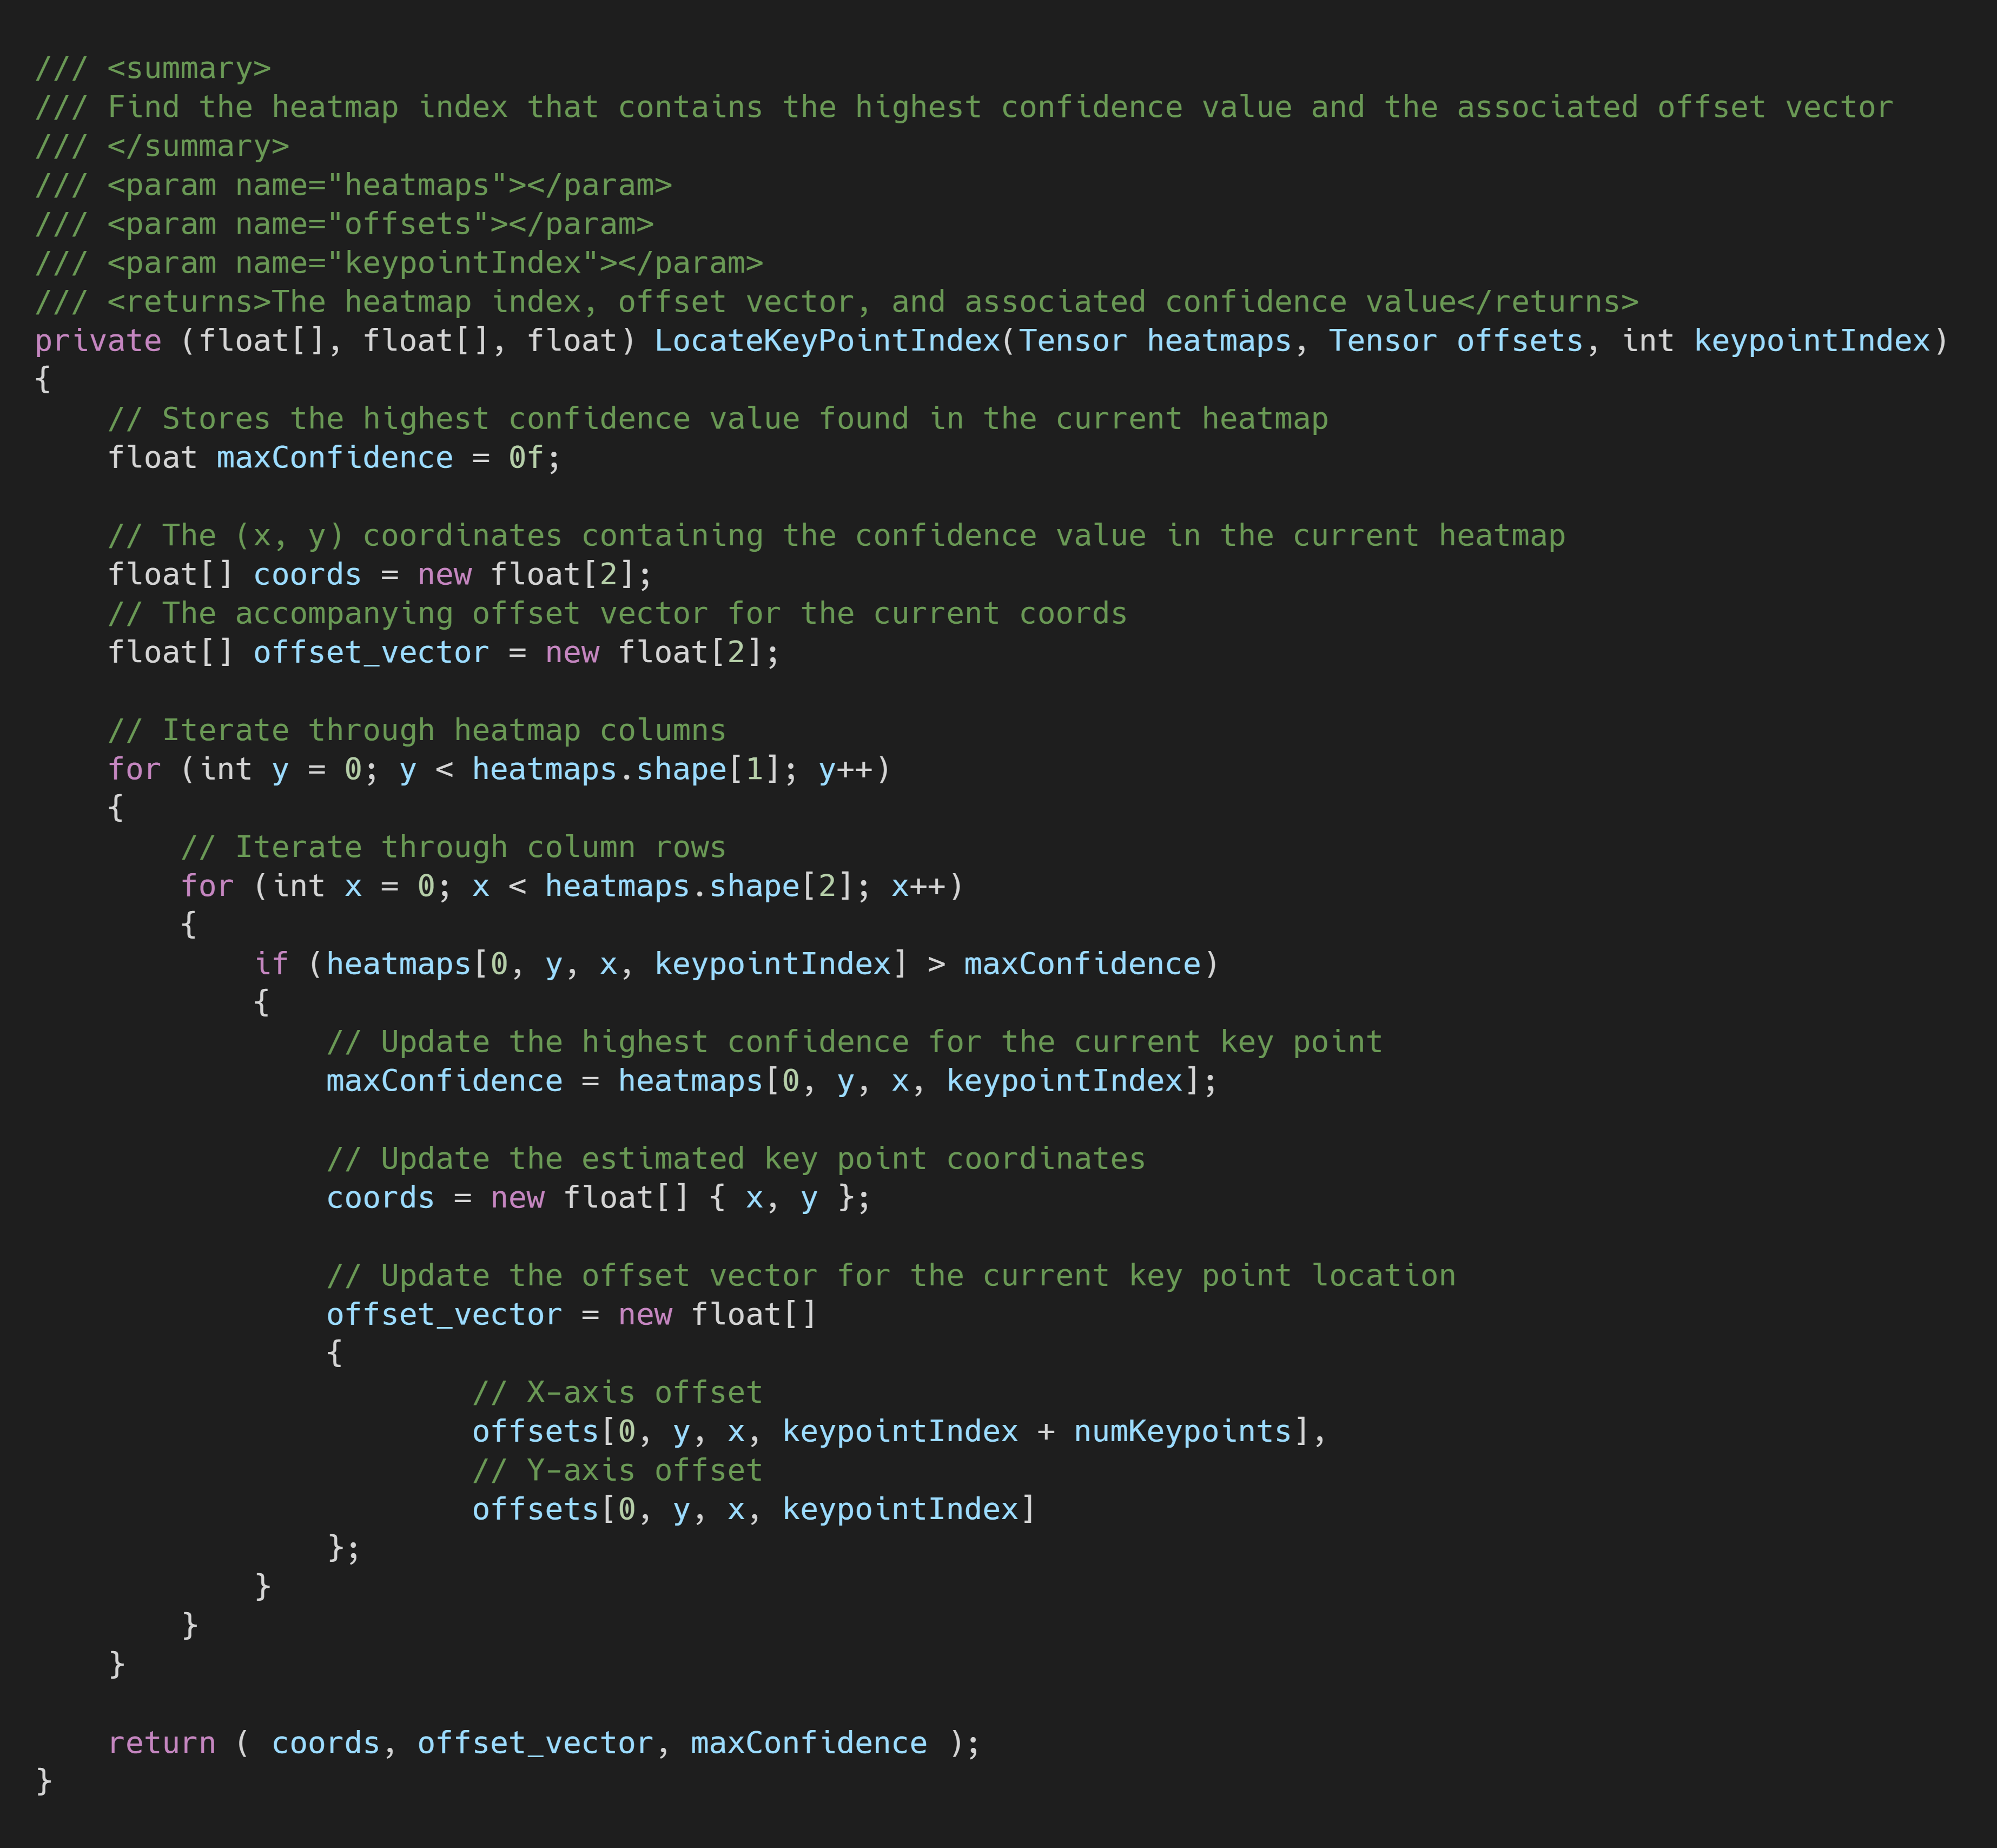 /// <summary>
/// Find the heatmap index that contains the highest confidence value and the associated offset vector
/// </summary>
/// <param name="heatmaps"></param>
/// <param name="offsets"></param>
/// <param name="keypointIndex"></param>
/// <returns>The heatmap index, offset vector, and associated confidence value</returns>
private (float[], float[], float) LocateKeyPointIndex(Tensor heatmaps, Tensor offsets, int keypointIndex)
{
    // Stores the highest confidence value found in the current heatmap
    float maxConfidence = 0f;

    // The (x, y) coordinates containing the confidence value in the current heatmap
    float[] coords = new float[2];
    // The accompanying offset vector for the current coords
    float[] offset_vector = new float[2];

    // Iterate through heatmap columns
    for (int y = 0; y < heatmaps.shape[1]; y++)
    {
        // Iterate through column rows
        for (int x = 0; x < heatmaps.shape[2]; x++)
        {
            if (heatmaps[0, y, x, keypointIndex] > maxConfidence)
            {
                // Update the highest confidence for the current key point
                maxConfidence = heatmaps[0, y, x, keypointIndex];

                // Update the estimated key point coordinates
                coords = new float[] { x, y };

                // Update the offset vector for the current key point location
                offset_vector = new float[]
                {
                        // X-axis offset
                        offsets[0, y, x, keypointIndex + numKeypoints],
                        // Y-axis offset
                        offsets[0, y, x, keypointIndex]
                };
            }
        }
    }

    return ( coords, offset_vector, maxConfidence );
}